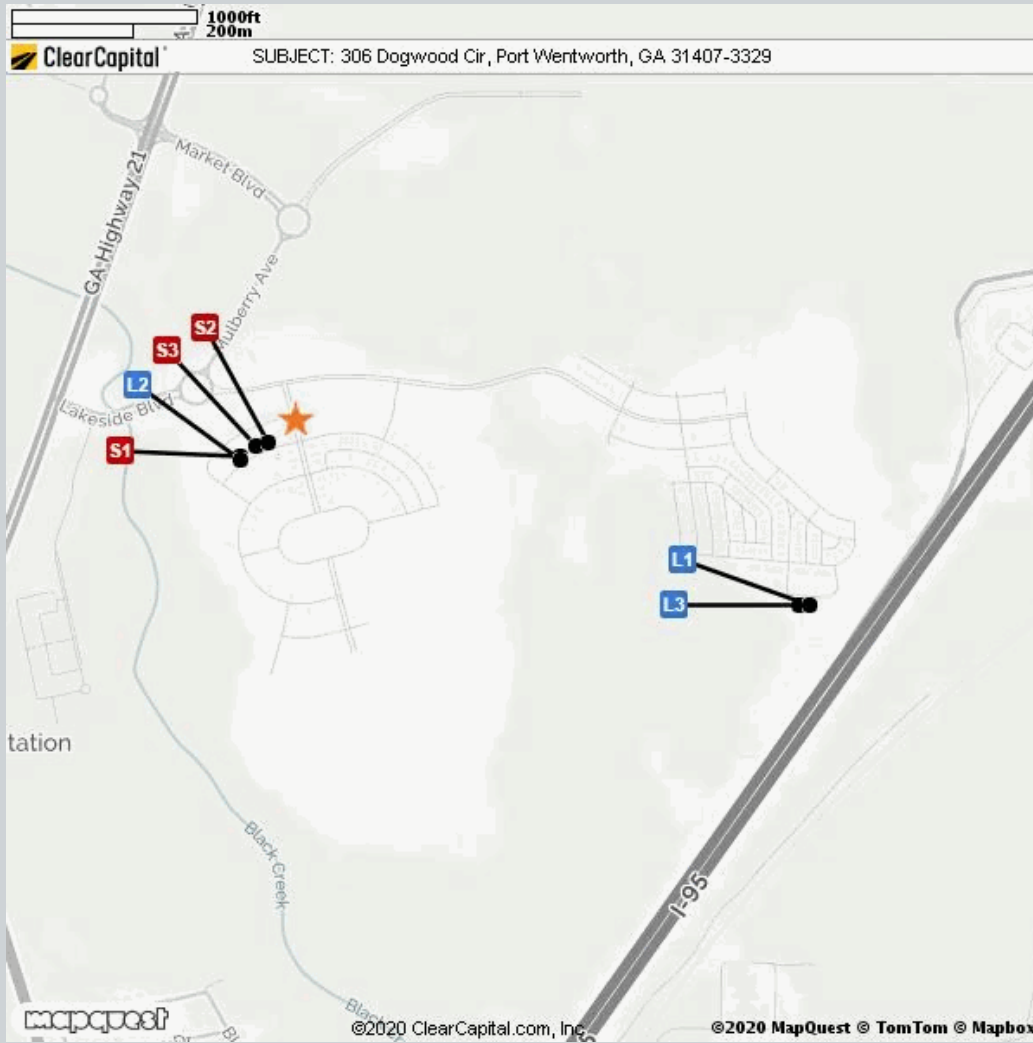 1000ft
200m
ClearCapital
SUBJECT: 306 Dogwood Cir, Port Wentworth, GA 31407-3329
Market Blvd
GA Highway 21
Mulberry Ave
S2
S3
L2
Lakeside Blvd
S1
L1
L3
tation
Black Creek
I-95
mapquest
©2020 ClearCapital.com, Inc
©2020 MapQuest © TomTom © Mapbox